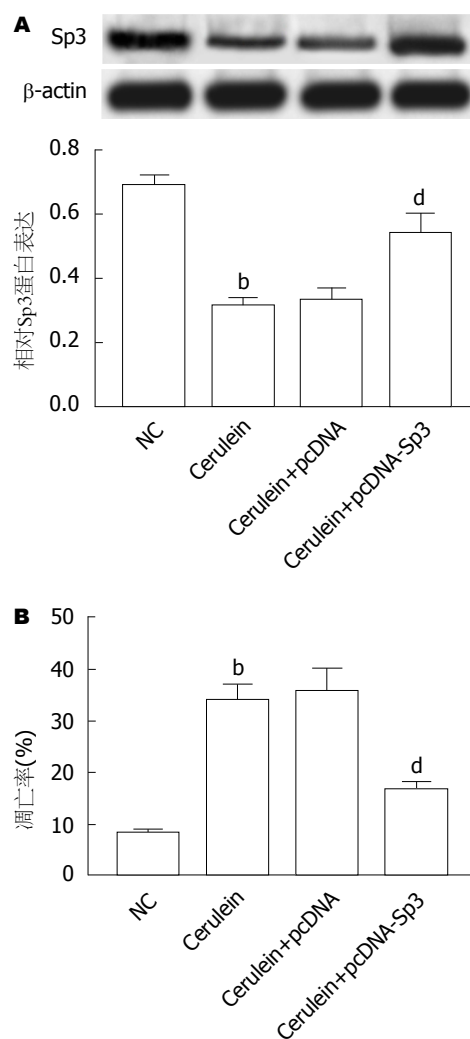 A
Sp3
β-actin
0.8
0.6
0.4
0.2
0.0
相对Sp3蛋白表达
b
d
NC
Cerulein
Cerulein+pcDNA
Cerulein+pcDNA-Sp3
B
50
40
30
20
10
0
凋亡率(%)
b
d
NC
Cerulein
Cerulein+pcDNA
Cerulein+pcDNA-Sp3